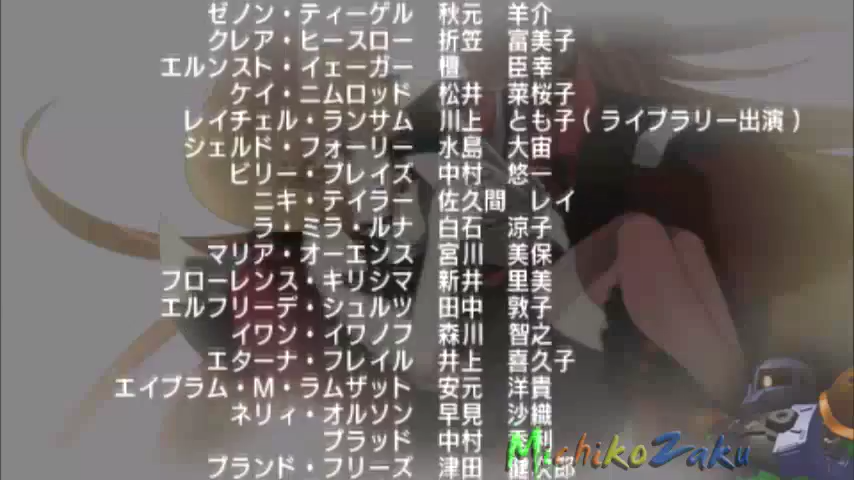 ゼノン・ティーゲル 秋元 羊介
クレア・ヒースロー 折笠 富美子
エルンスト・イェーガー 檀 臣幸
ケイ・ニムロッド 松井 菜桜子
レイチェル・ランサム 川上 とも子(ライブラリー出演)
シェルド・フォーリー 水島 大宙
ビリー・ブレイズ 中村 悠一
ニキ・テイラー 佐久間 レイ
ラ・ミラ・ルナ 白石 涼子
マリア・オーエンス 宮川 美保
フローレンス・キリシマ 新井 里美
エルフリーデ・シュルツ 田中 敦子
イワン・イワノフ 森川 智之
エターナ・フレイル 井上 喜久子
エイブラム・M・ラムザット 安元 洋貴
ネリィ・オルソン 早見 沙織
ブラッド 中村 秀利
ブランド・フリーズ 津田 健次郎
MichikoZaku